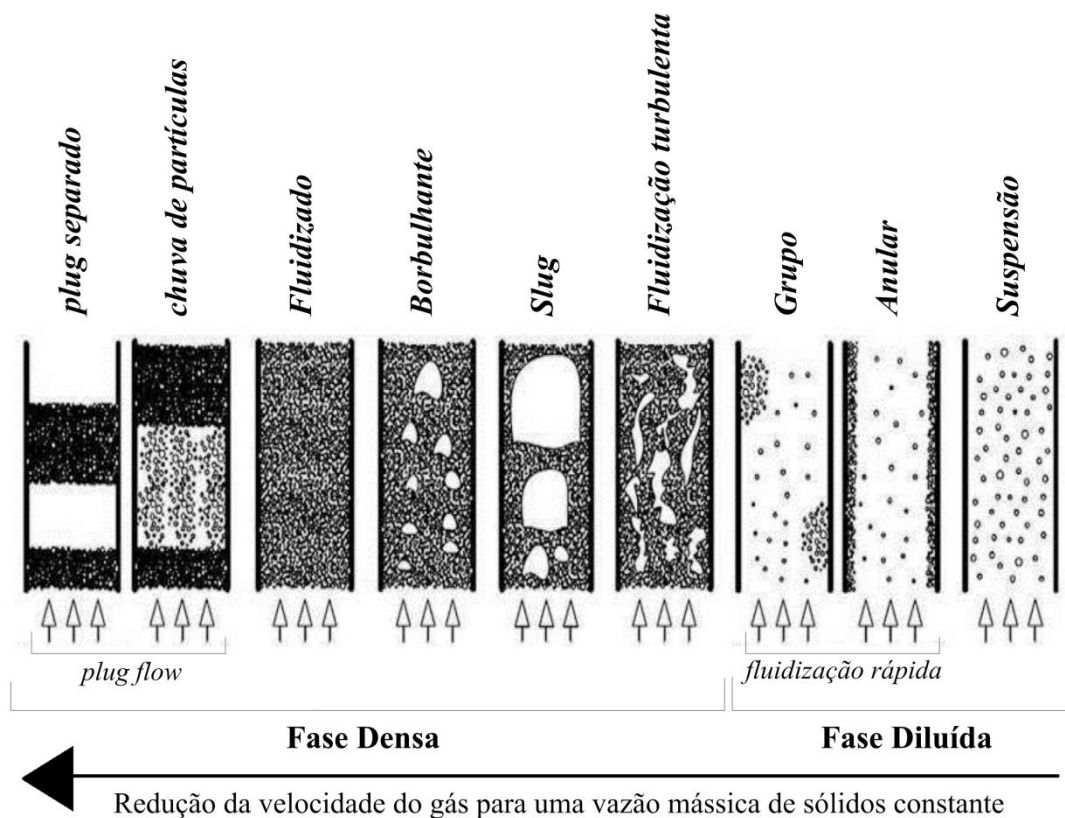 plug separado
chuva de partículas
Fluidizado
Borbulhante
Slug
Fluidização turbulenta
Grupo
Anular
Suspensão
plug flow
fluidização rápida
Fase Densa
Fase Diluída
Redução da velocidade do gás para uma vazão mássica de sólidos constante